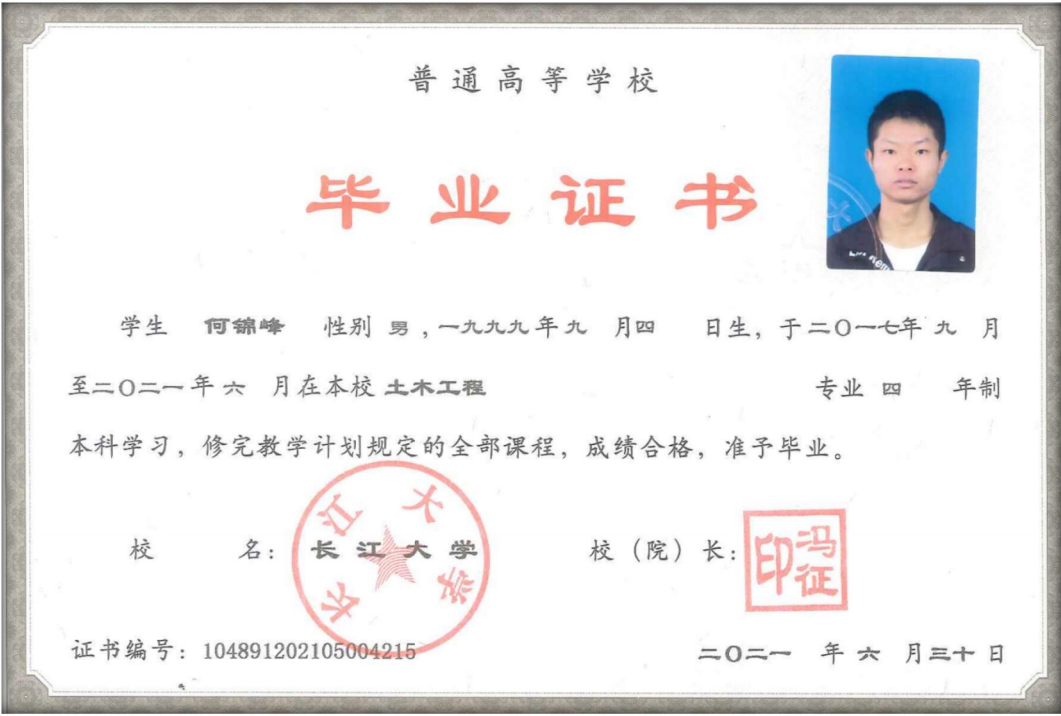 普通高等学校
毕业证书
学生 何锦峰 性别 男，一九九九年九 月四 日生，于二〇一七年九 月
至二〇二一年六 月在本校 土木工程 专业 四 年制
本科学习，修完教学计划规定的全部课程，成绩合格，准予毕业。
校 名：长江大学 校（院）长：
长江大学
冯征印
证书编号：104891202105004215 二〇二一 年 六 月三十日